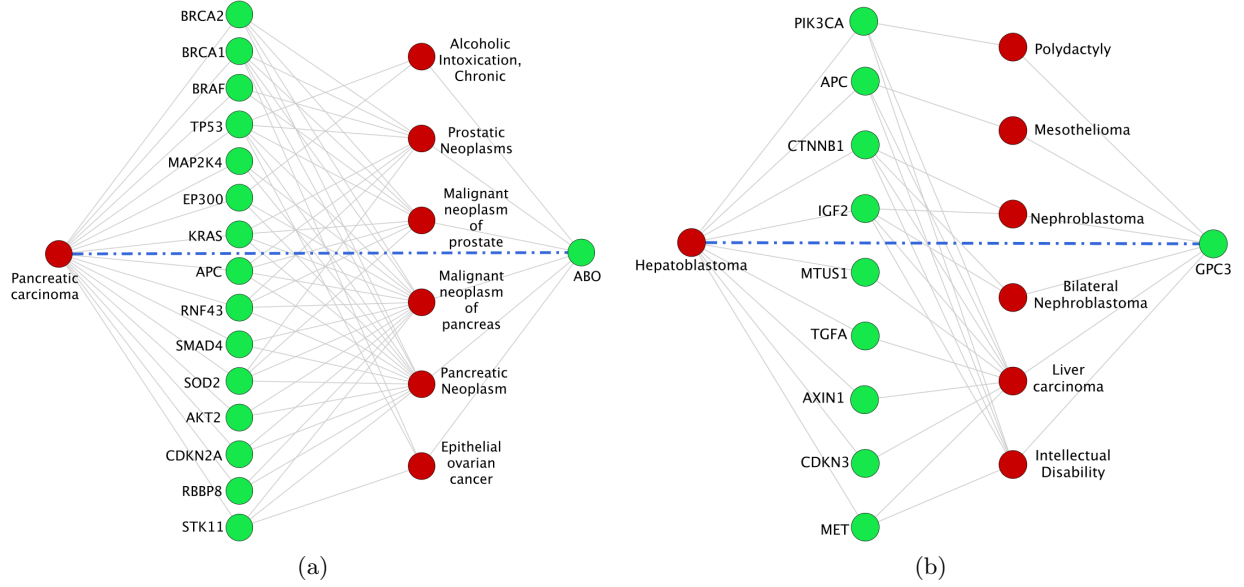 BRCA2
BRCA1
BRAF
TP53
MAP2K4
EP300
KRAS
APC
RNF43
SMAD4
SOD2
AKT2
CDKN2A
RBBP8
STK11
Pancreatic
carcinoma
Alcoholic
Intoxication,
Chronic
Prostatic
Neoplasms
Malignant
neoplasm
of
prostate
Malignant
neoplasm
of
pancreas
Pancreatic
Neoplasm
Epithelial
ovarian
cancer
ABO
(a)
PIK3CA
APC
CTNNB1
IGF2
MTUS1
TGFA
AXIN1
CDKN3
MET
Hepatoblastoma
Polydactyly
Mesothelioma
Nephroblastoma
Bilateral
Nephroblastoma
Liver
carcinoma
Intellectual
Disability
GPC3
(b)